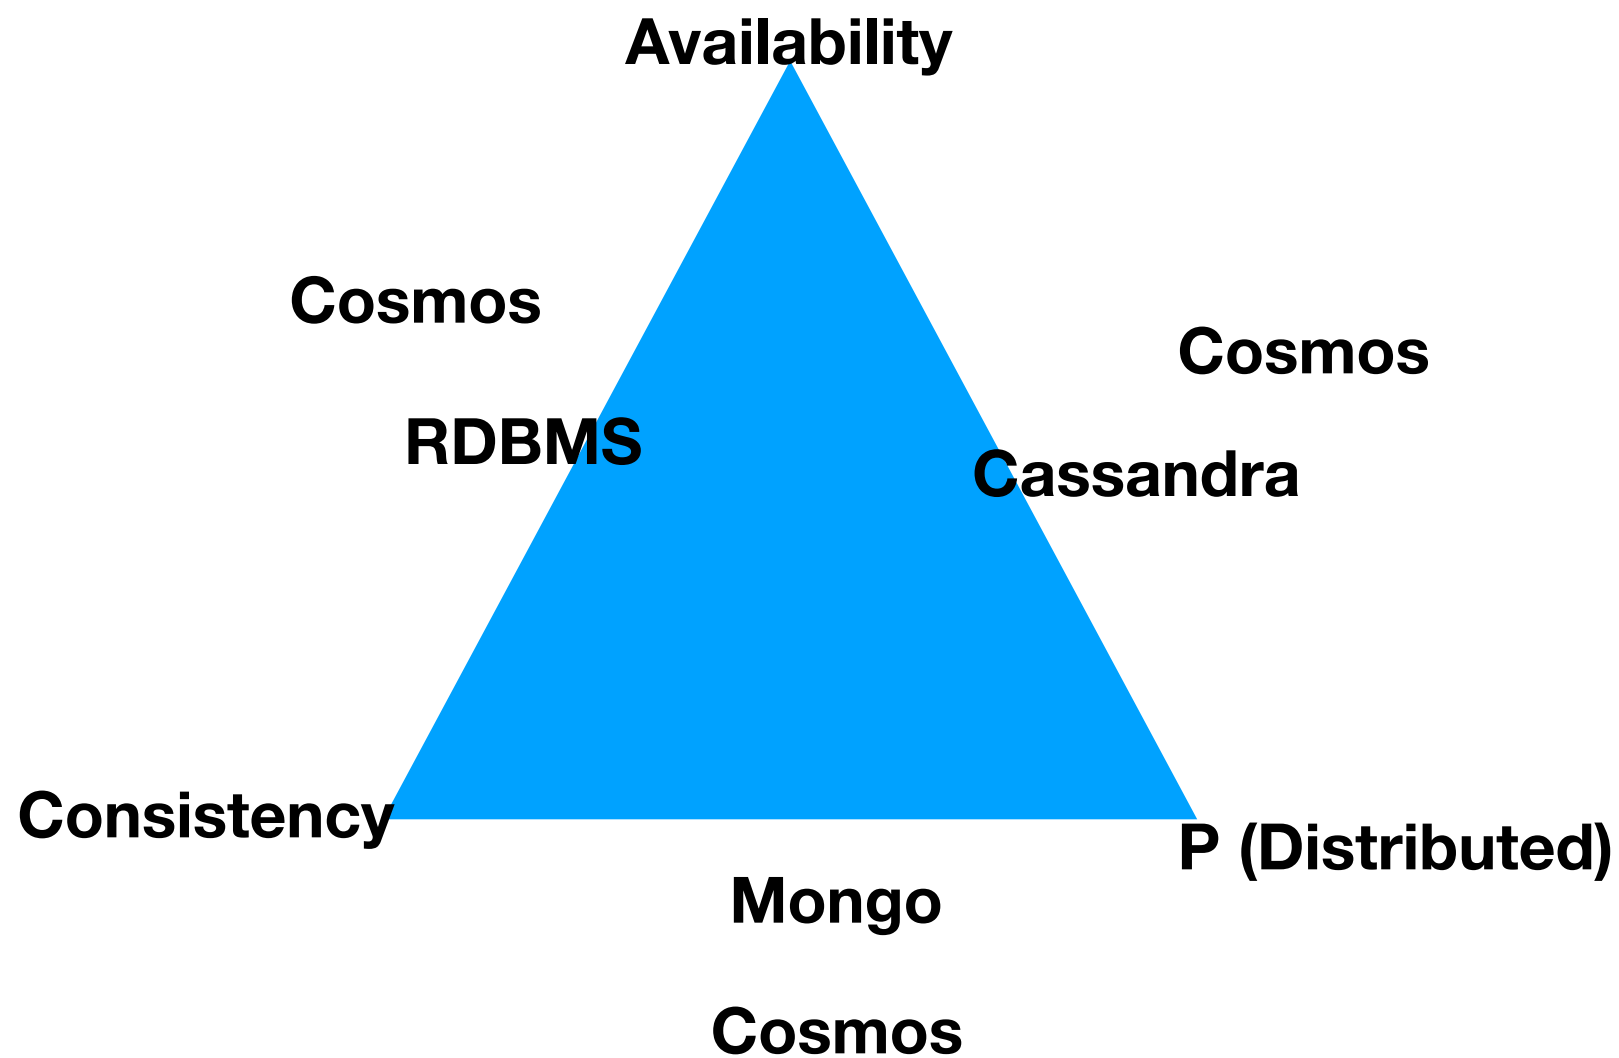 Availability
Cosmos
Cosmos
RDBMS
Cassandra
Consistency
P (Distributed)
Mongo
Cosmos